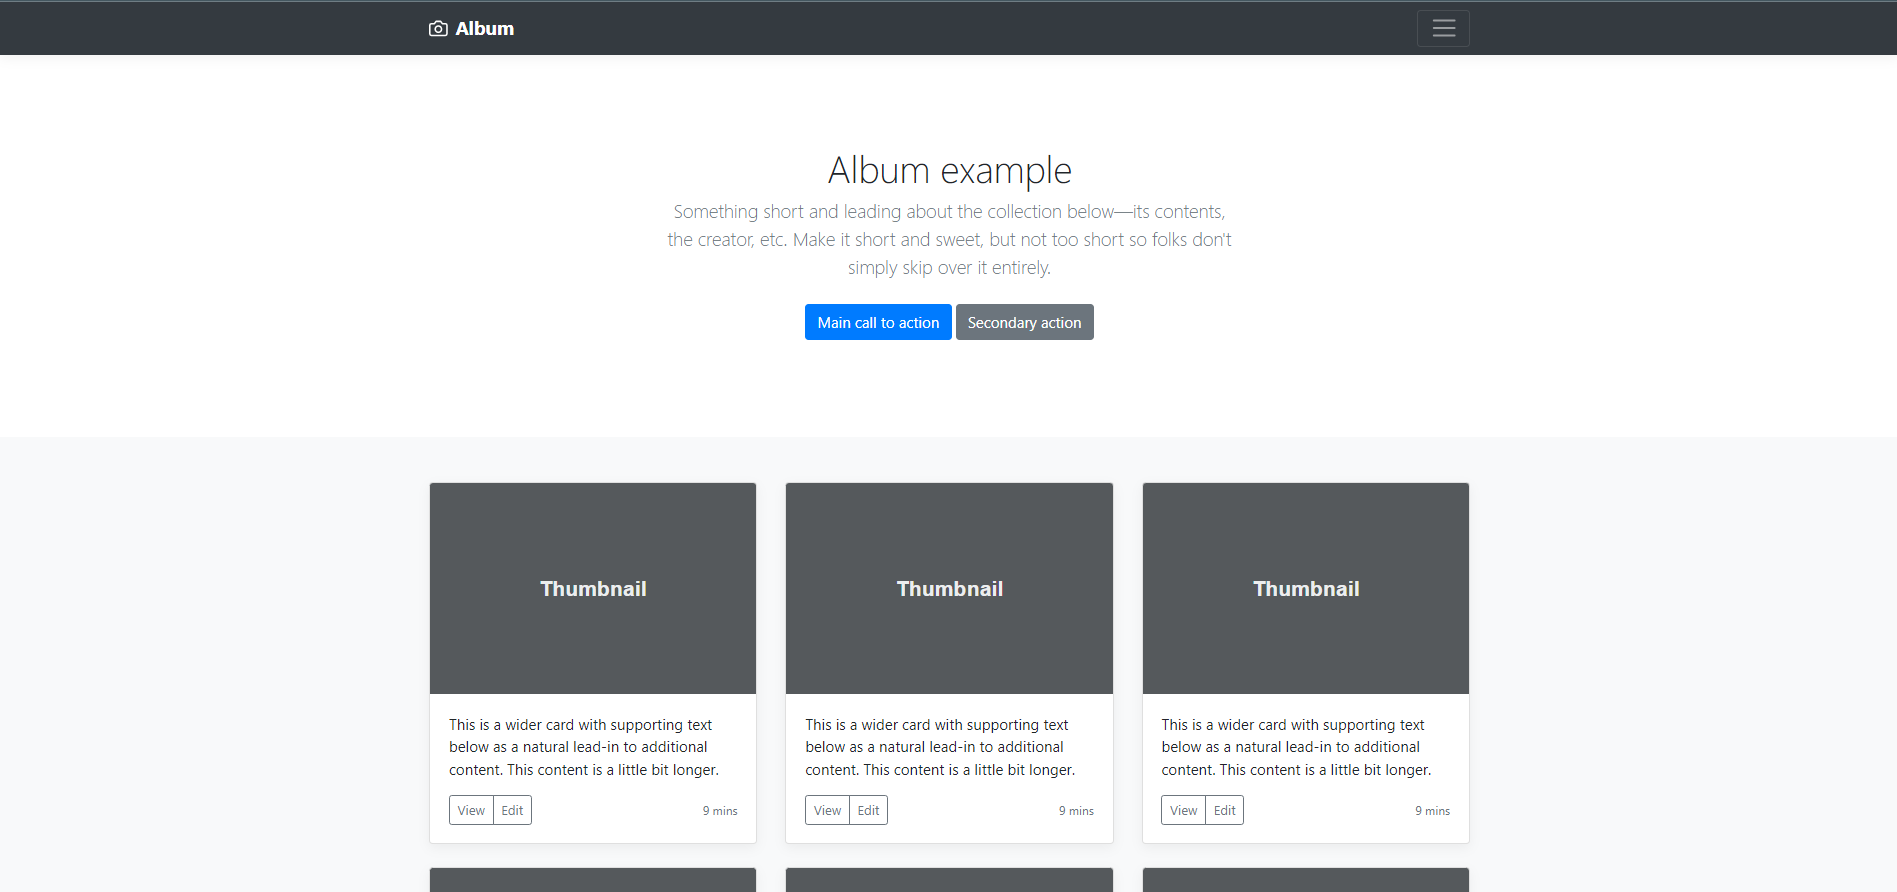 Album
Album example
Something short and leading about the collection below—its contents,
the creator, etc. Make it short and sweet, but not too short so folks don't
simply skip over it entirely.
Main call to action Secondary action
Thumbnail Thumbnail Thumbnail
This is a wider card with supporting text
below as a natural lead-in to additional
content. This content is a little bit longer.
View Edit 9 mins
This is a wider card with supporting text
below as a natural lead-in to additional
content. This content is a little bit longer.
View Edit 9 mins
This is a wider card with supporting text
below as a natural lead-in to additional
content. This content is a little bit longer.
View Edit 9 mins